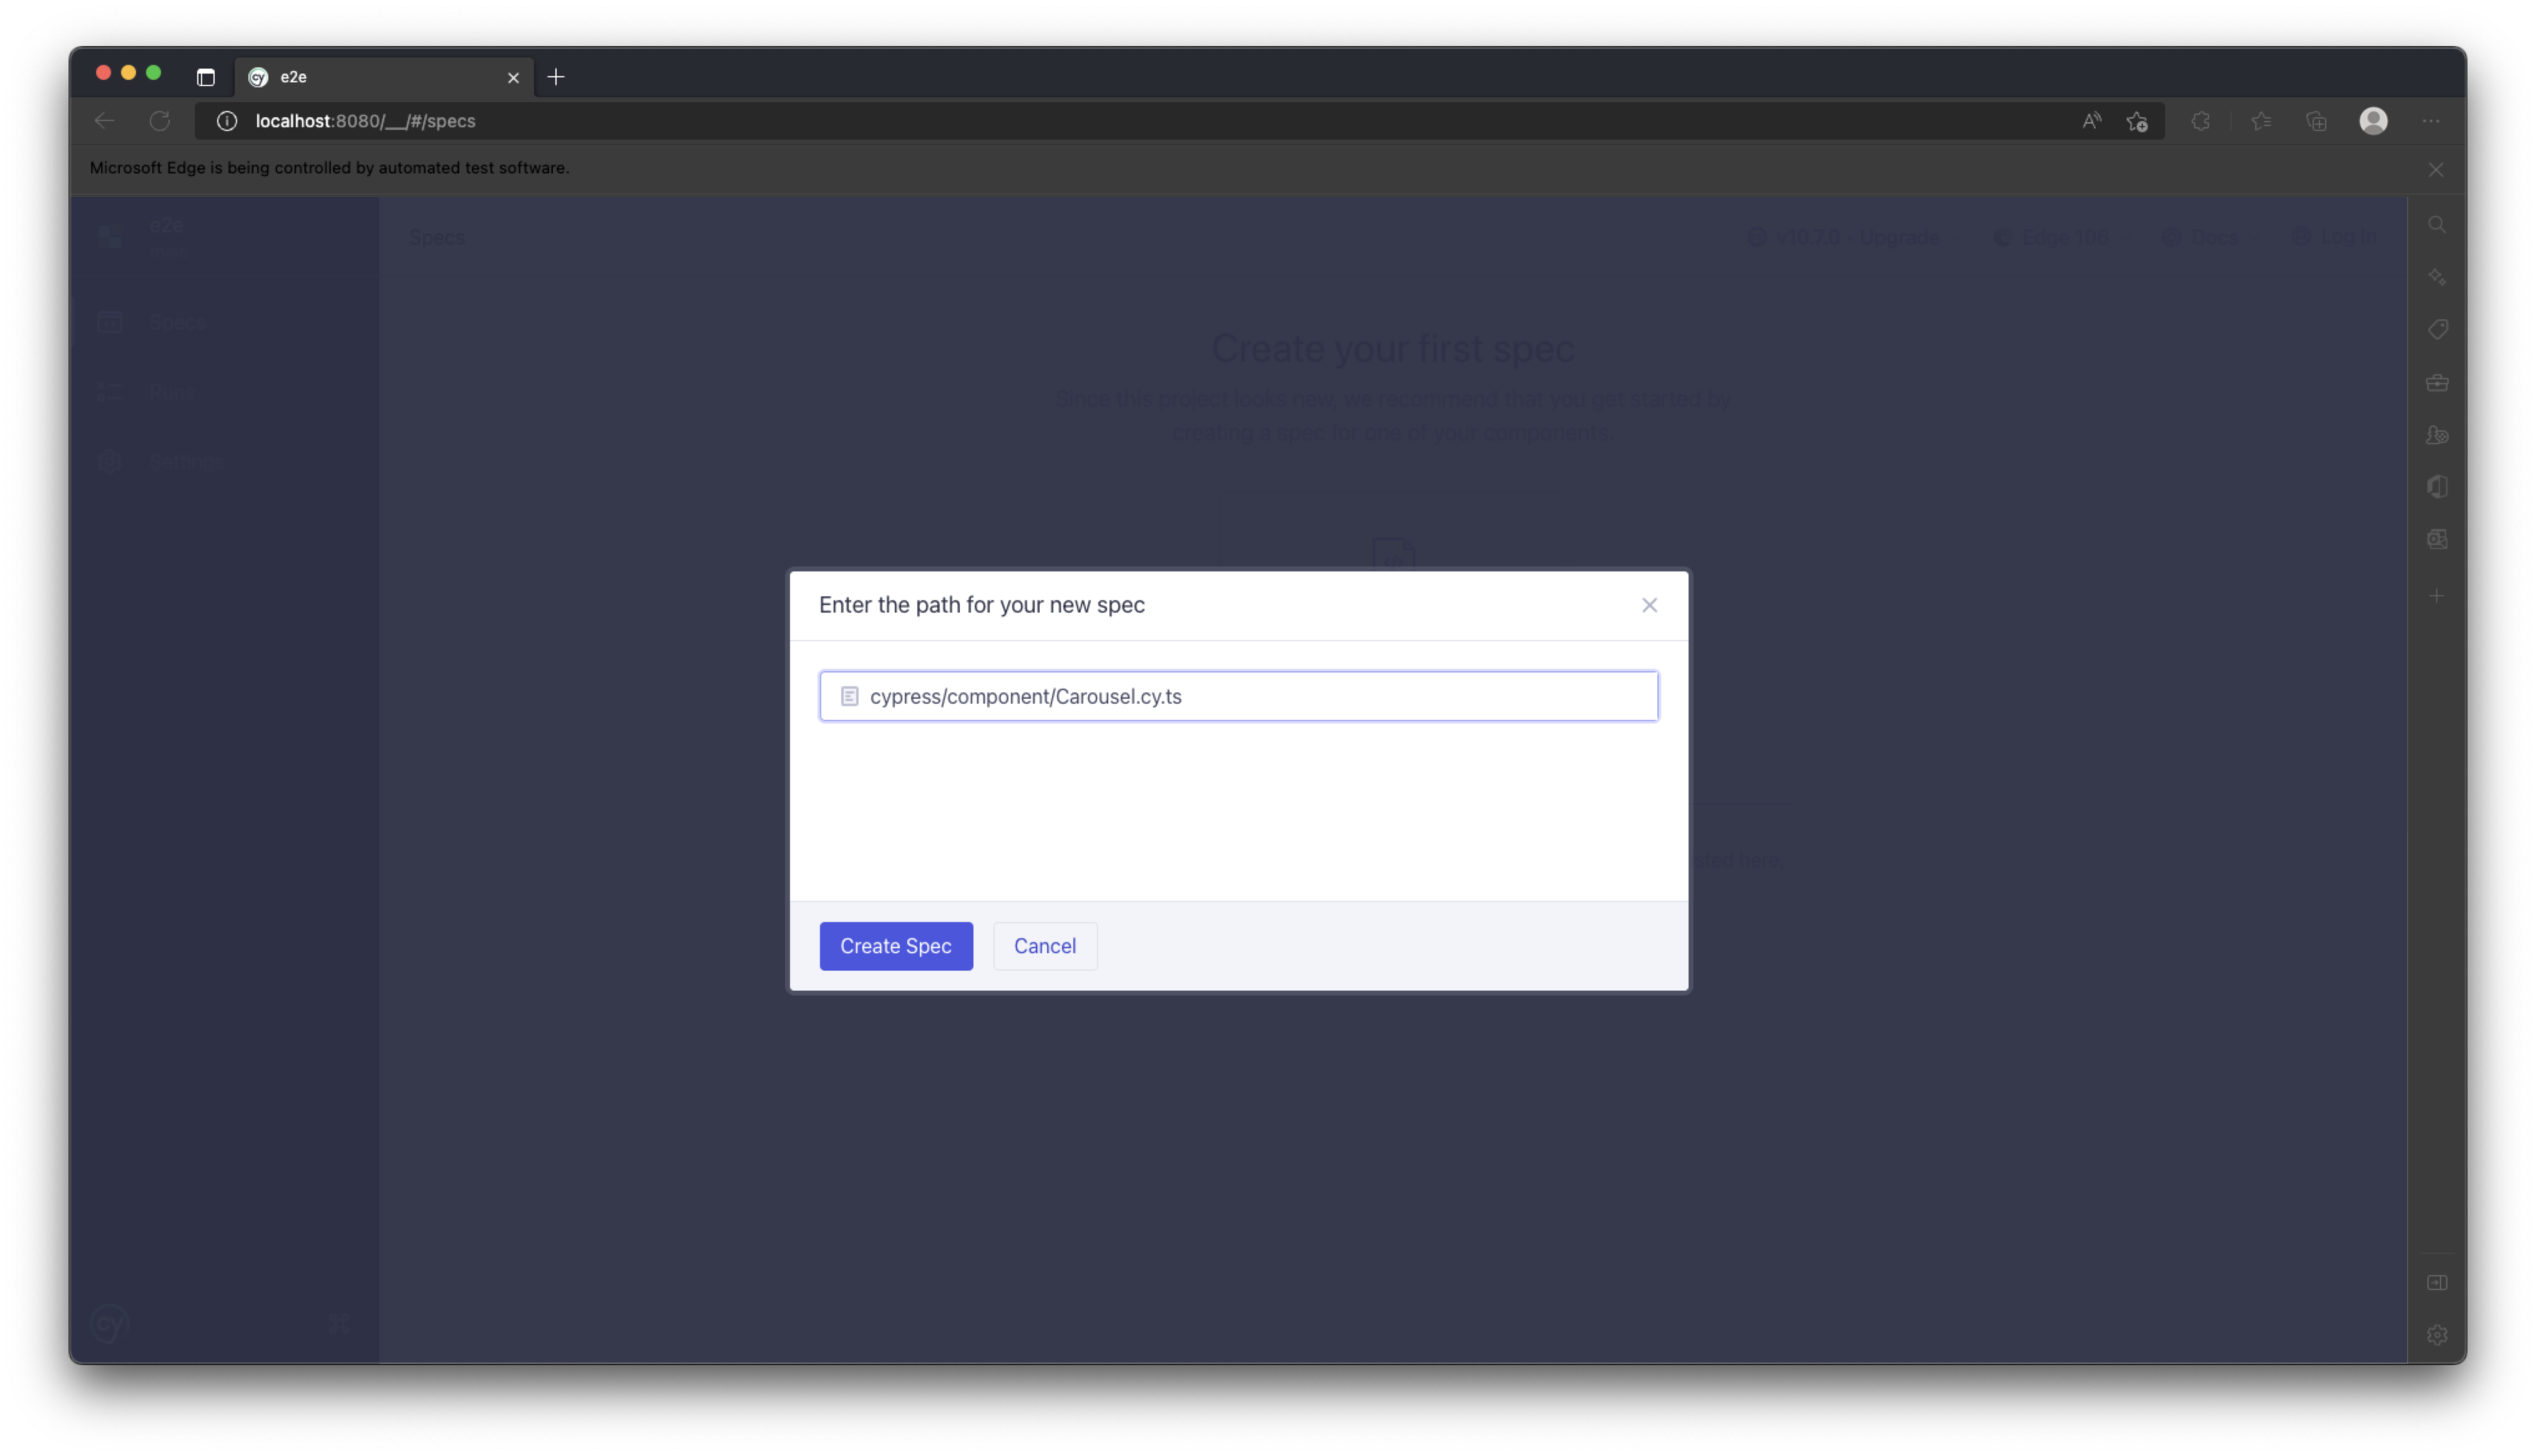 e2e
localhost:8080/__/#/specs
Microsoft Edge is being controlled by automated test software.
e2e
Specs
v10.7.0 · Upgrade
Edge 106
Docs
Log In
Specs
Runs
Settings
Create your first spec
Since this project looks new, we recommend that you get started by
creating a spec for one of your components.
Enter the path for your new spec
cypress/component/Carousel.cy.ts
here.
Create Spec
Cancel
cy